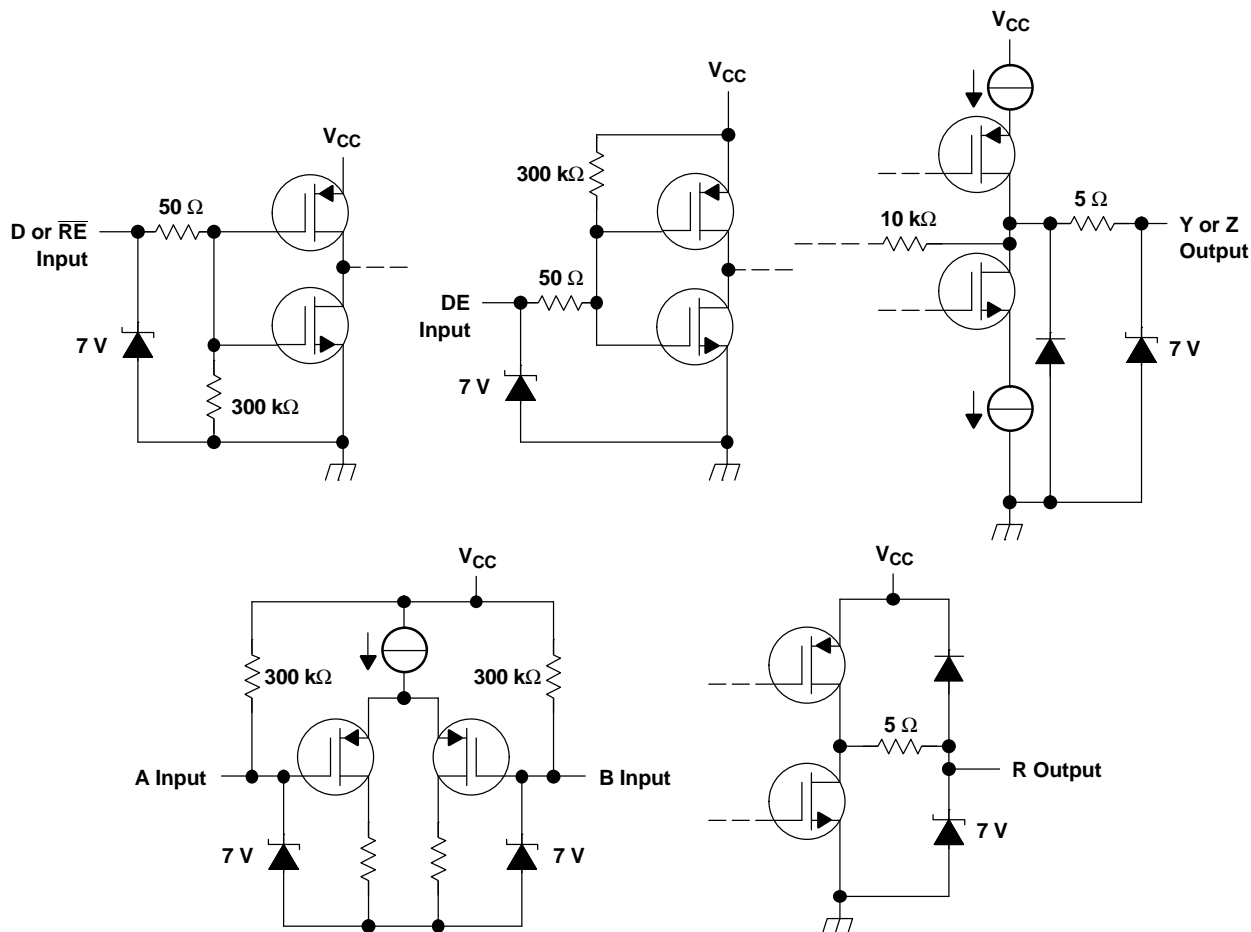 VCC
50 Ω
D or RE
Input
7 V
300 kΩ
VCC
300 kΩ
50 Ω
DE
Input
7 V
VCC
10 kΩ
5 Ω
Y or Z
Output
7 V
VCC
300 kΩ
300 kΩ
A Input
B Input
7 V
7 V
VCC
5 Ω
R Output
7 V